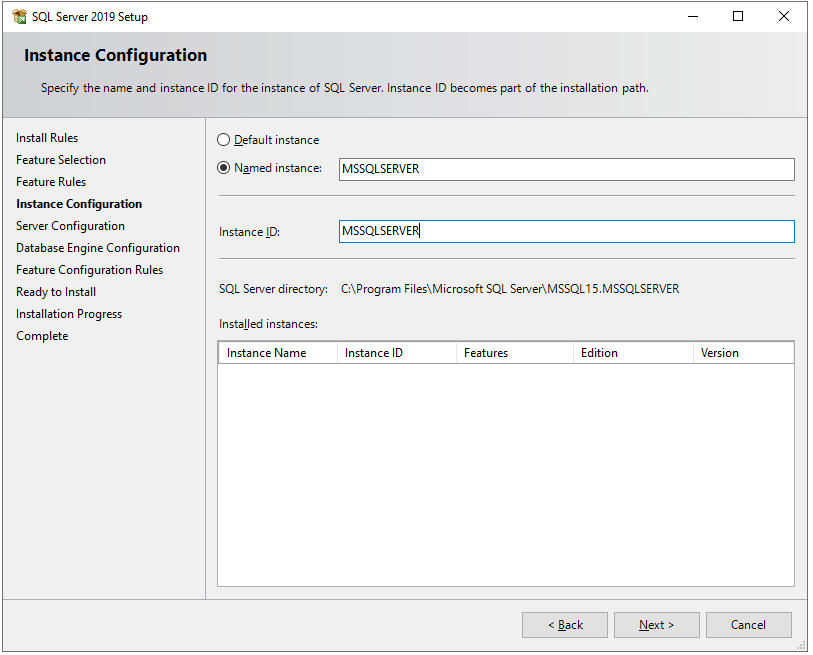 SQL Server 2019 Setup
Instance Configuration
Specify the name and instance ID for the instance of SQL Server. Instance ID becomes part of the installation path.
Install Rules
Feature Selection
Feature Rules
Instance Configuration
Server Configuration
Database Engine Configuration
Feature Configuration Rules
Ready to Install
Installation Progress
Complete
Default instance
Named instance: MSSQLSERVER
Instance ID: MSSQLSERVER
SQL Server directory: C:\Program Files\Microsoft SQL Server\MSSQL15.MSSQLSERVER
Installed instances:
Instance Name Instance ID Features Edition Version
< Back Next > Cancel